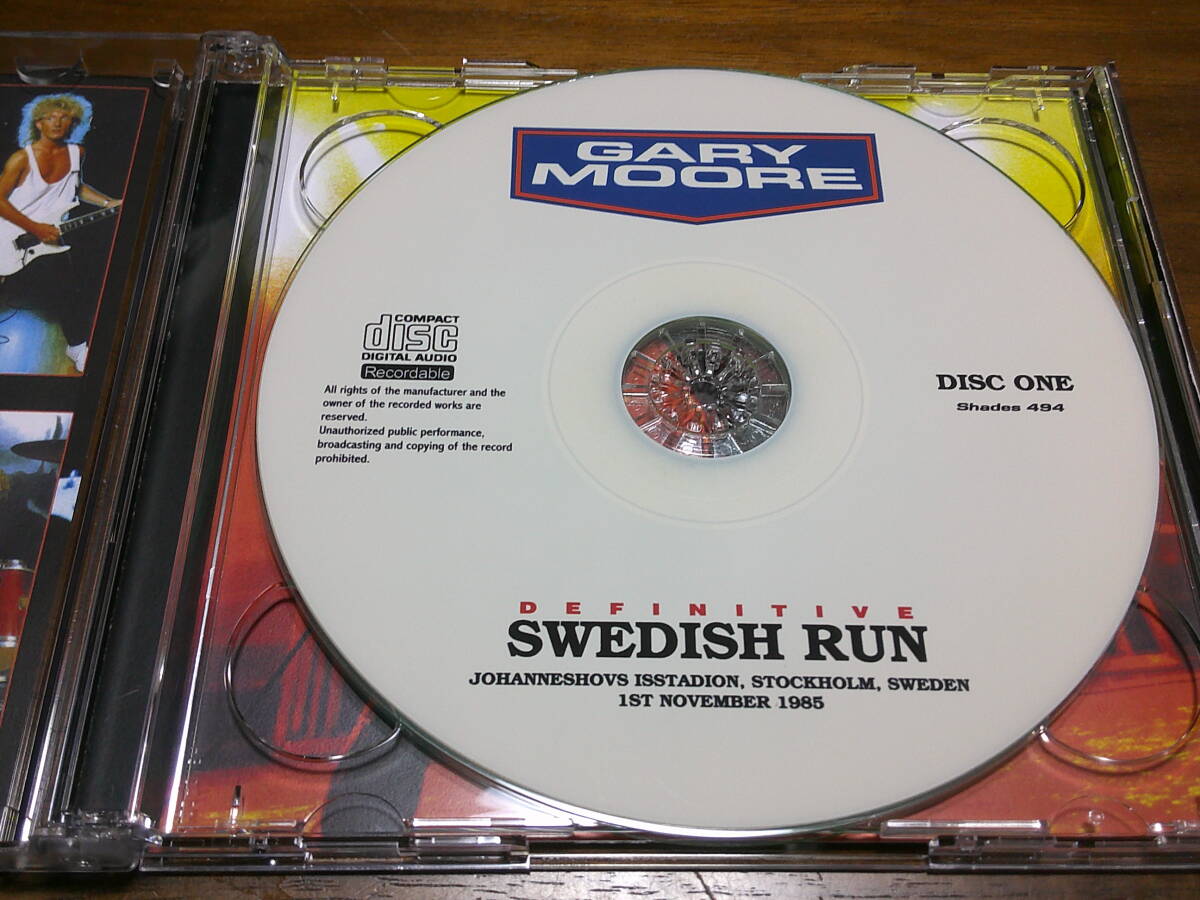 GARY
MOORE
COMPACT
disc
DIGITAL AUDIO
Recordable
All rights of the manufacturer and the
owner of the recorded works are
reserved.
Unauthorized public performance,
broadcasting and copying of the record
prohibited.
DISC ONE
Shades 494
DEFINITIVE
SWEDISH RUN
JOHANNESHOVS ISSTADION, STOCKHOLM, SWEDEN
1ST NOVEMBER 1985